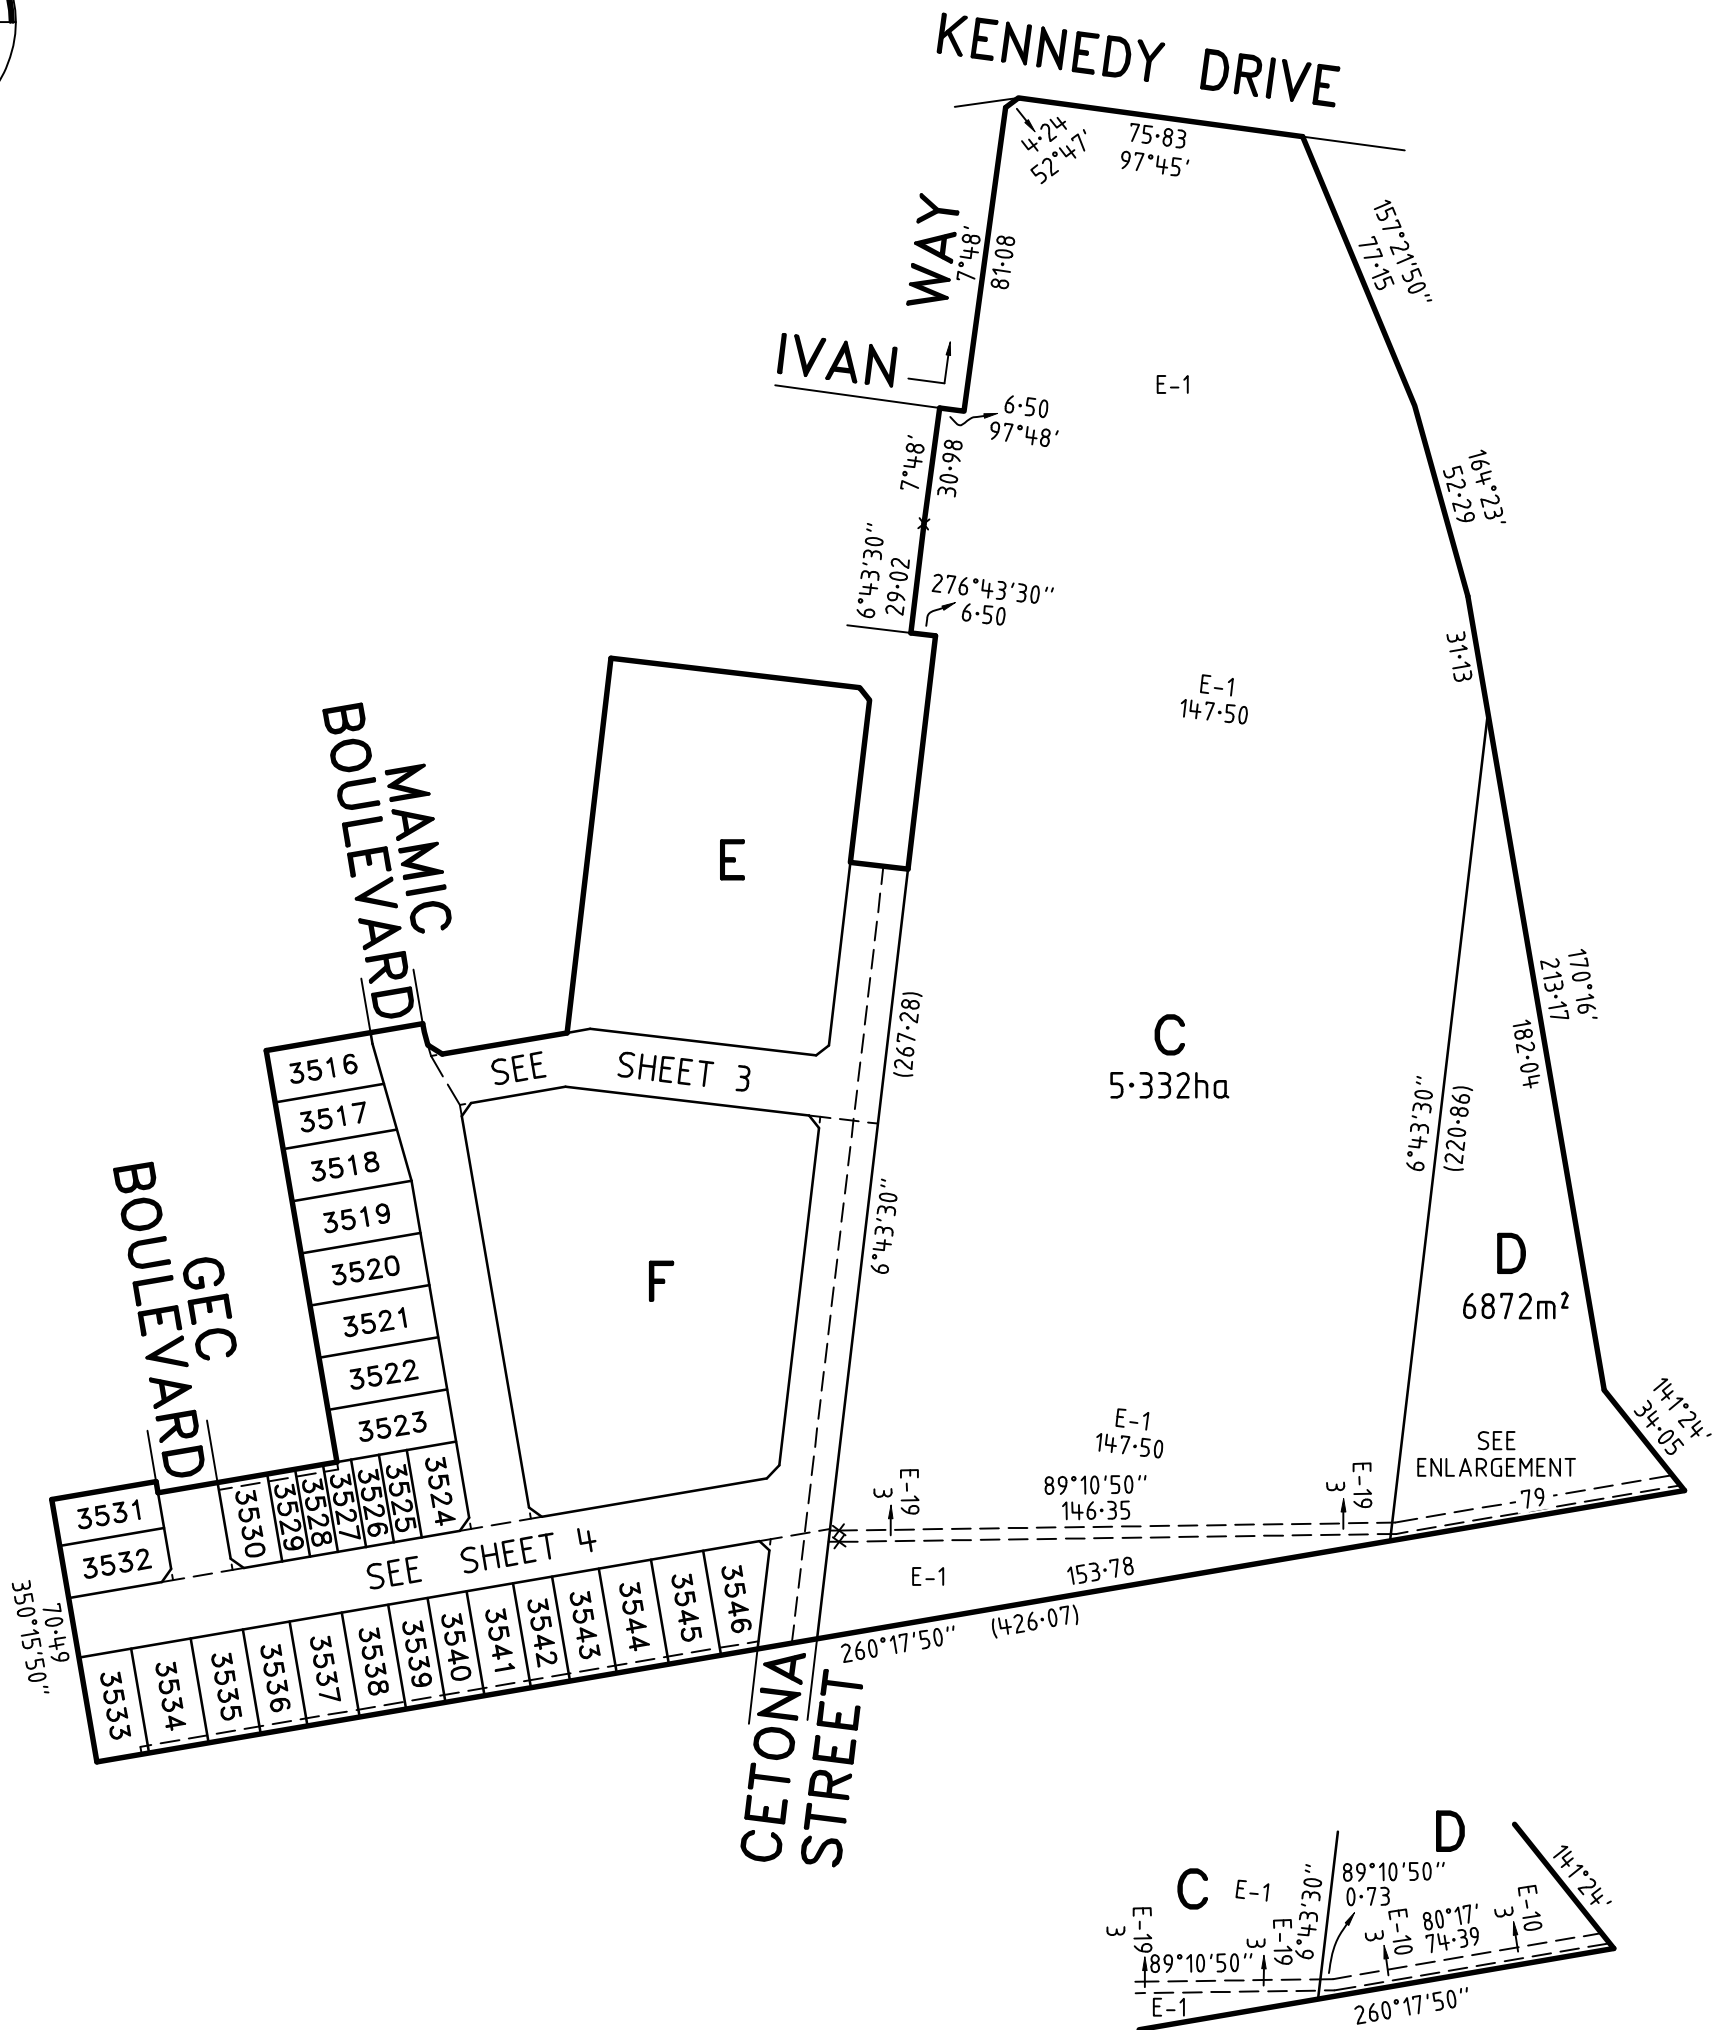 KENNEDY DRIVE
4·24
52°47'
75·83
97°45'
157°21'50"
77·15
IVAN WAY
7°48'
81·08
E-1
6·50
97°48'
7°48'
30·98
164°23'
52·29
6°43'30"
29·02
276°43'30"
6·50
31·13
E-1
147·50
MAMIC
BOULEVARD
E
170°16'
213·17
182·04
(267·28)
C
5·332ha
6°43'30"
(220·86)
SEE SHEET 3
3516
3517
3518
3519
3520
3521
3522
3523
GEC
BOULEVARD
F
6°43'30"
D
6872m²
141°24'
34·05
E-1
147·50
SEE
ENLARGEMENT
79
89°10'50"
146·35
E-19
3
E-19
3
3531
3532
3530
3529
3528
3527
3526
3525
3524
SEE SHEET 4
E-1
153·78
260°17'50" (426·07)
70·49
350°15'50"
3533
3534
3535
3536
3537
3538
3539
3540
3541
3542
3543
3544
3545
3546
CETONA
STREET
D
C
E-1
6°43'30"
89°10'50"
0·73
141°24'
E-19
3
E-19
3
E-10
3
80°17'
74·39
E-10
3
89°10'50"
E-1
260°17'50"